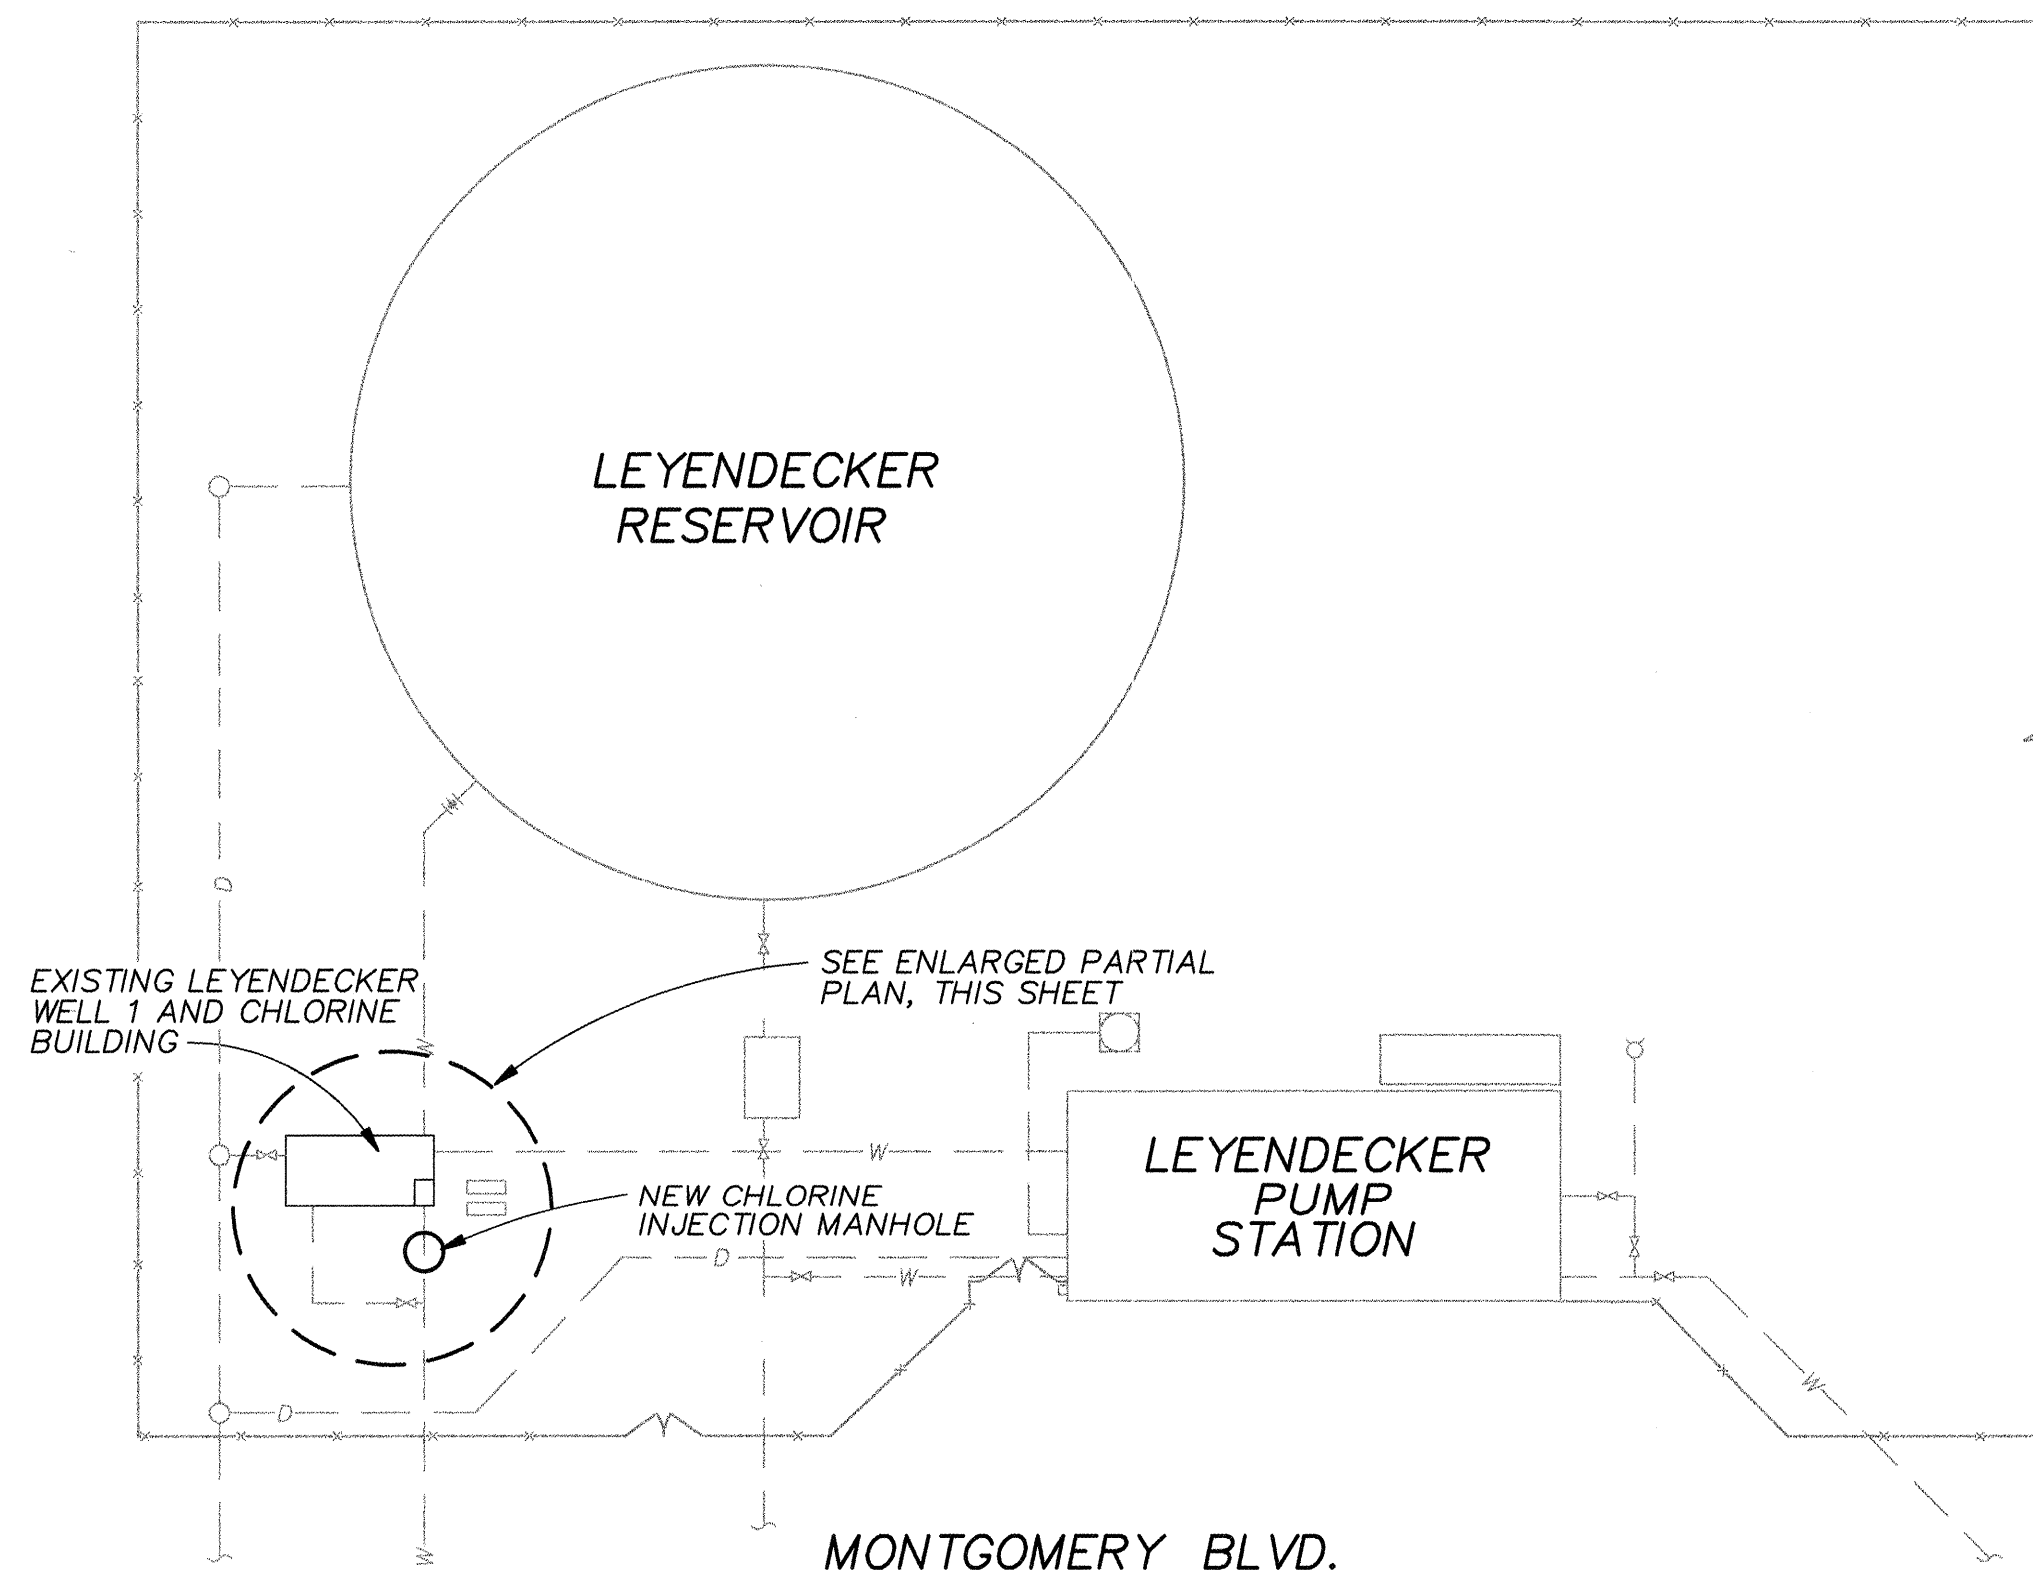 LEYENDECKER
RESERVOIR
D
EXISTING LEYENDECKER
WELL 1 AND CHLORINE
BUILDING
SEE ENLARGED PARTIAL
PLAN, THIS SHEET
W
W
LEYENDECKER
PUMP
STATION
NEW CHLORINE
INJECTION MANHOLE
D
W
W
D
W
MONTGOMERY BLVD.